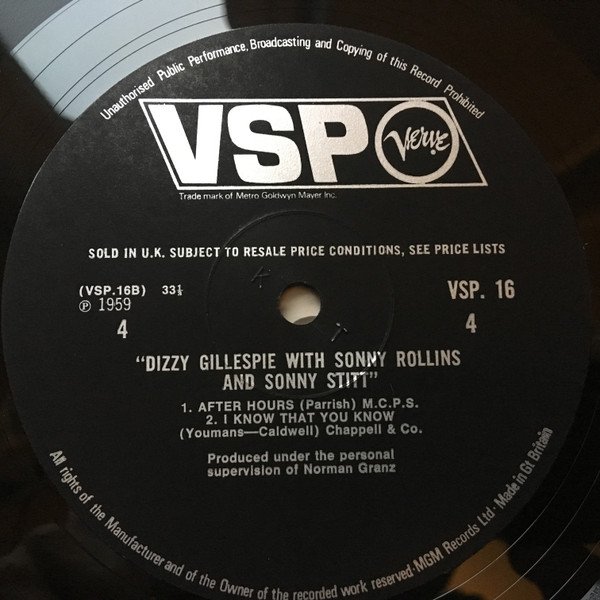 Unauthorised Public Performance, Broadcasting and Copying of this Record Prohibited
VSP Verve
Trade mark of Metro Goldwyn Mayer Inc.
SOLD IN U.K. SUBJECT TO RESALE PRICE CONDITIONS, SEE PRICE LISTS
(VSP.16B) 33⅓ VSP. 16
Ⓟ 1959
4 4
K
T
"DIZZY GILLESPIE WITH SONNY ROLLINS
AND SONNY STITT"
1. AFTER HOURS (Parrish) M.C.P.S.
2. I KNOW THAT YOU KNOW
(Youmans—Caldwell) Chappell & Co.
Produced under the personal
supervision of Norman Granz
All rights of the Manufacturer and of the Owner of the recorded work reserved·MGM Records Ltd·Made in Gt Britain